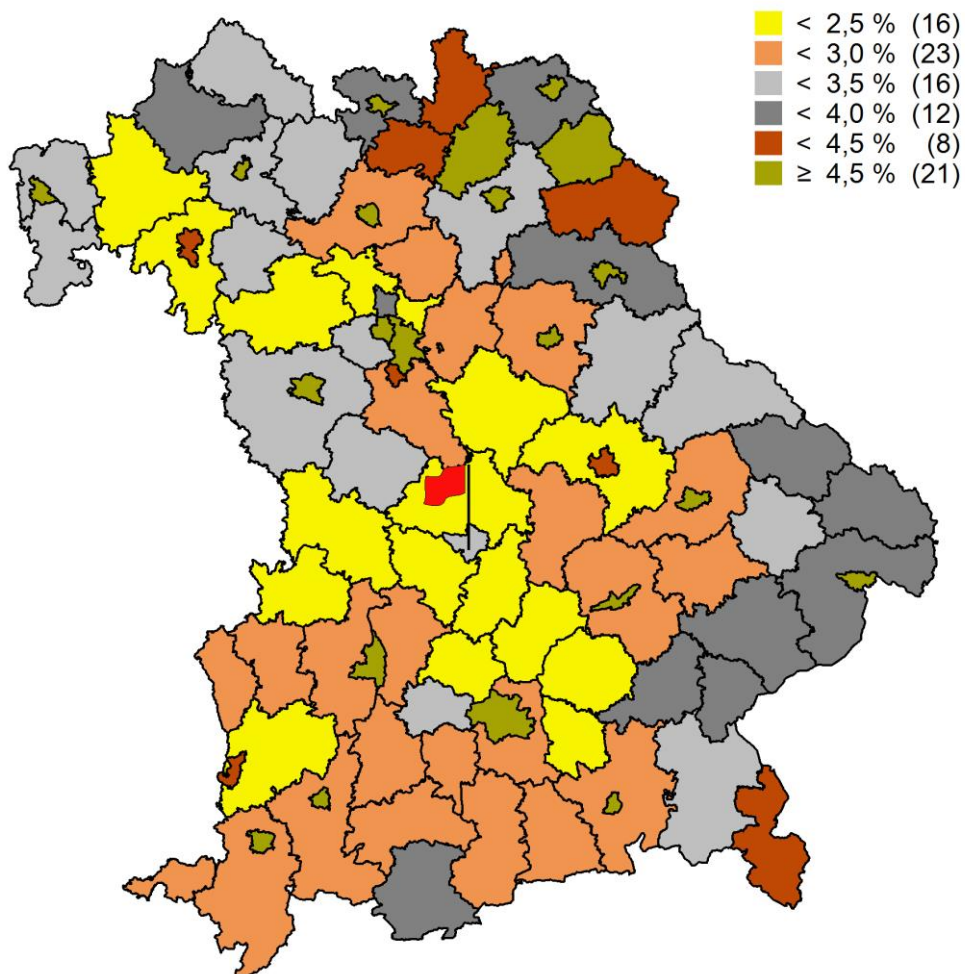 < 2,5 % (16)
< 3,0 % (23)
< 3,5 % (16)
< 4,0 % (12)
< 4,5 % (8)
≥ 4,5 % (21)